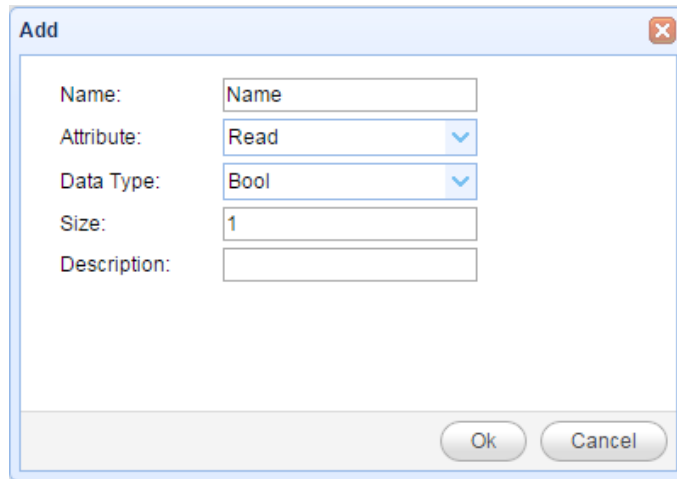 Add
Name: Name
Attribute: Read
Data Type: Bool
Size: 1
Description:
Ok Cancel